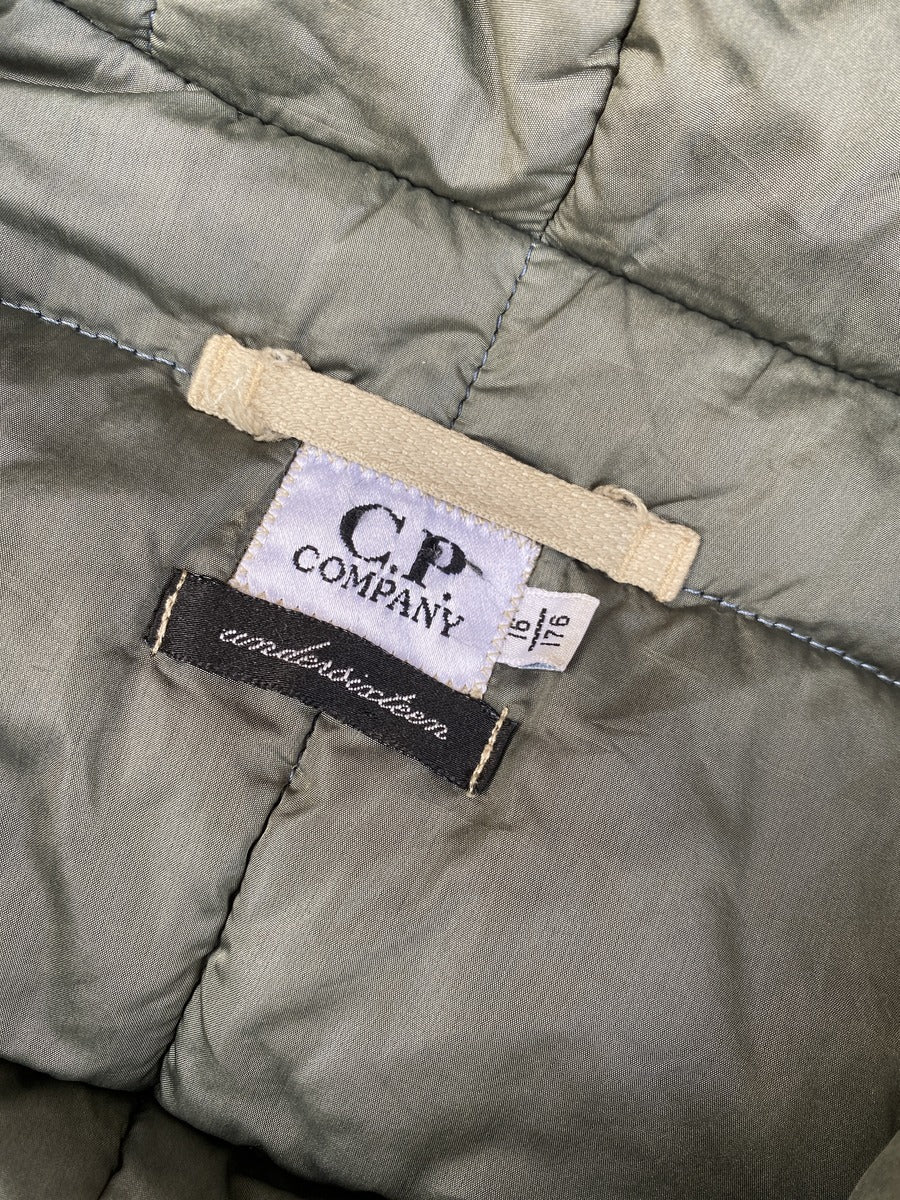 C.P.
COMPANY
undersixteen
16
176